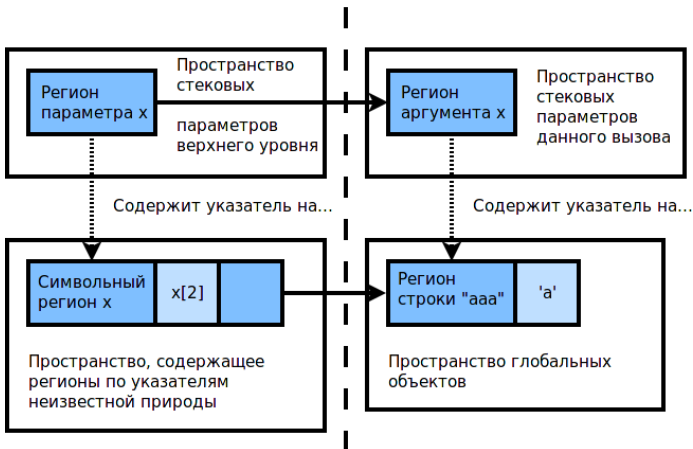 Регион
параметра x
Пространство
стековых
параметров
верхнего уровня
Регион
аргумента x
Пространство
стековых
параметров
данного вызова
Содержит указатель на...
Содержит указатель на...
Символьный
регион x
x[2]
Регион
строки "aaa"
'a'
Пространство, содержащее
регионы по указателям
неизвестной природы
Пространство глобальных
объектов